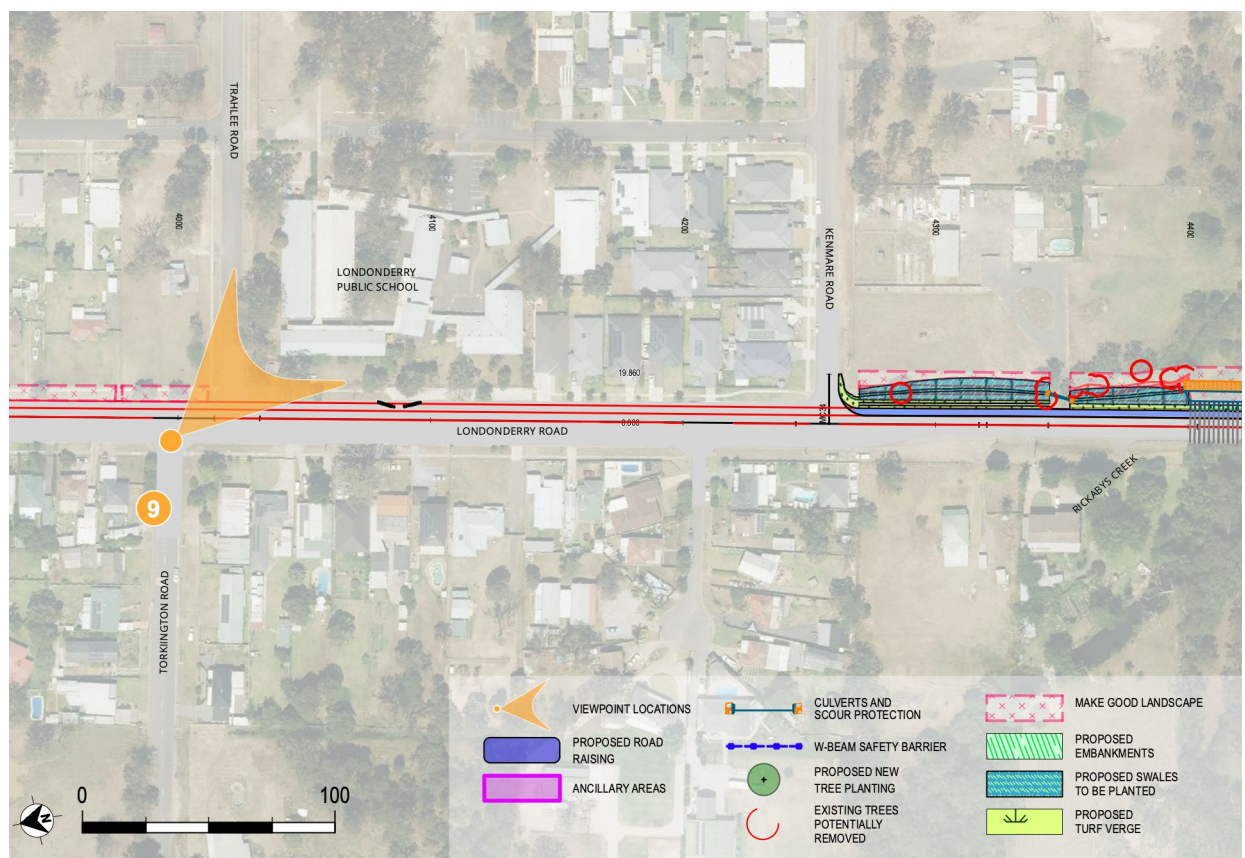 TRAHLEE ROAD
4000
4100
4200
4300
4400
KENMARE ROAD
LONDONDERRY
PUBLIC SCHOOL
19.860
0.000
LONDONDERRY ROAD
RICKABYS CREEK
9
TORKIINGTON ROAD
VIEWPOINT LOCATIONS
PROPOSED ROAD
RAISING
ANCILLARY AREAS
CULVERTS AND
SCOUR PROTECTION
W-BEAM SAFETY BARRIER
PROPOSED NEW
TREE PLANTING
EXISTING TREES
POTENTIALLY
REMOVED
MAKE GOOD LANDSCAPE
PROPOSED
EMBANKMENTS
PROPOSED SWALES
TO BE PLANTED
PROPOSED
TURF VERGE
N
0 100